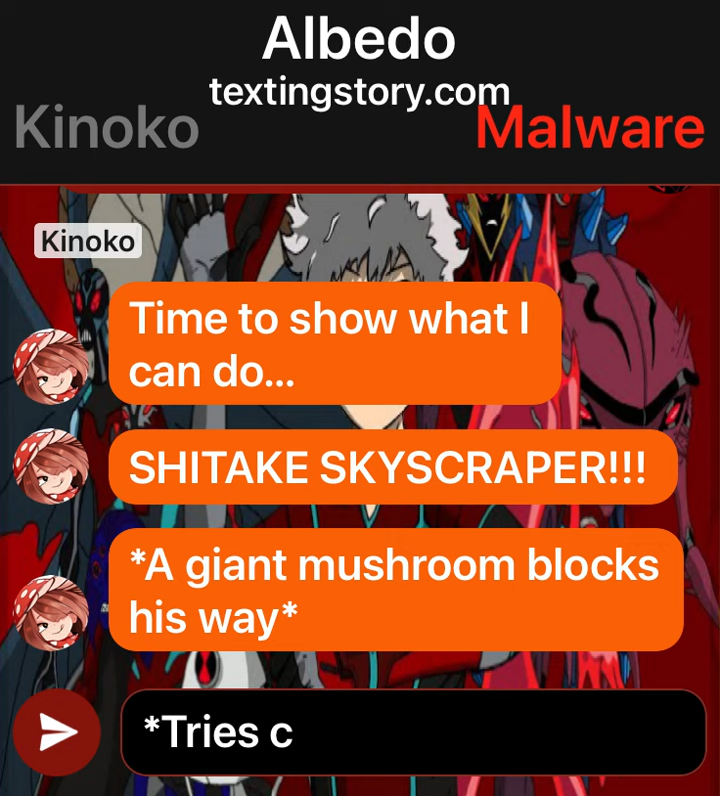 Albedo
textingstory.com
Kinoko
Malware
Kinoko
Time to show what I
can do...
SHITAKE SKYSCRAPER!!!
*A giant mushroom blocks
his way*
*Tries c